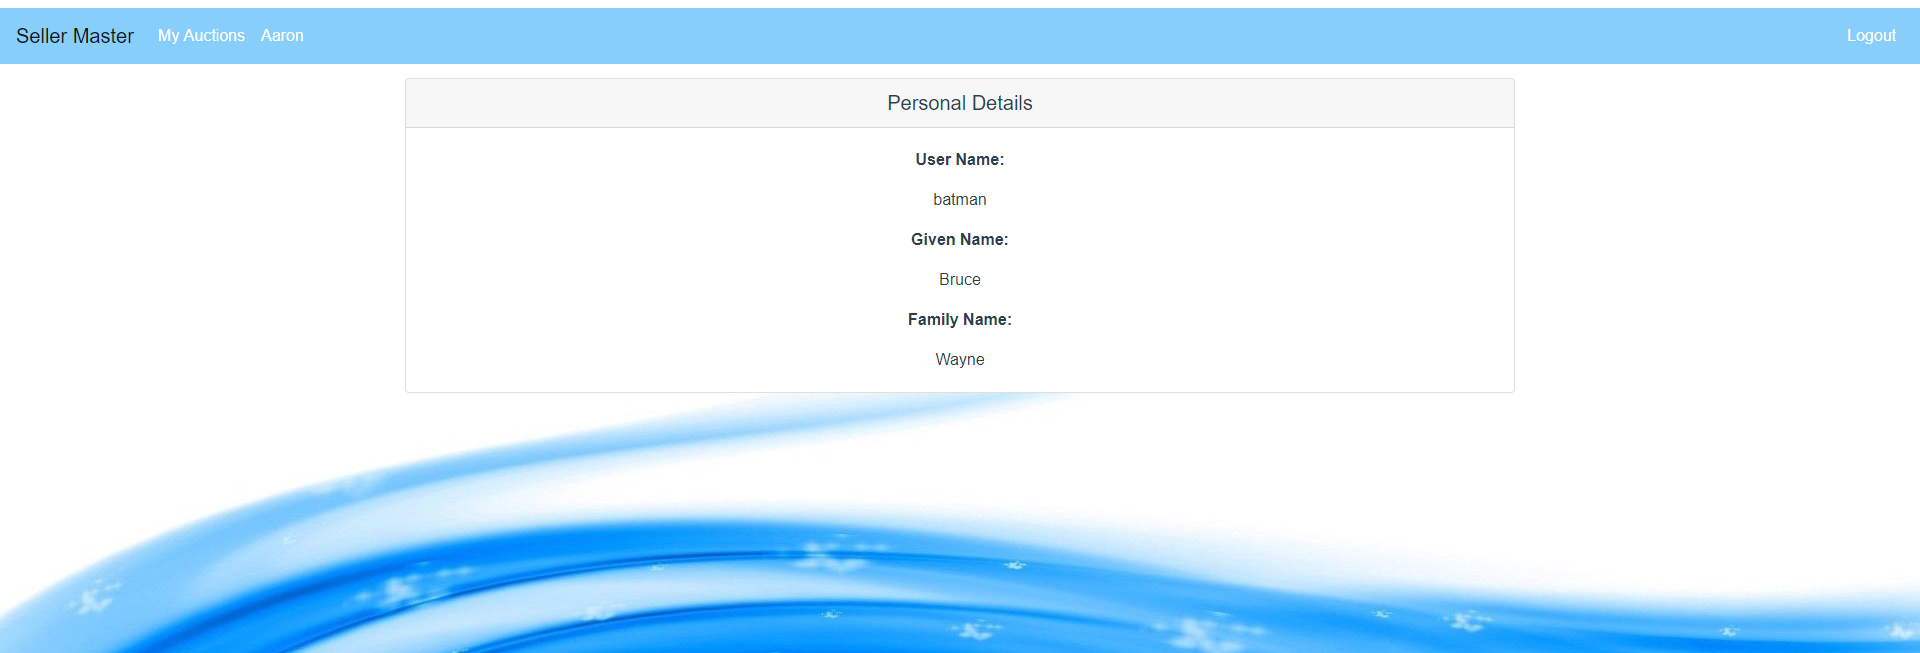 Seller Master My Auctions Aaron Logout
Personal Details
User Name:
batman
Given Name:
Bruce
Family Name:
Wayne